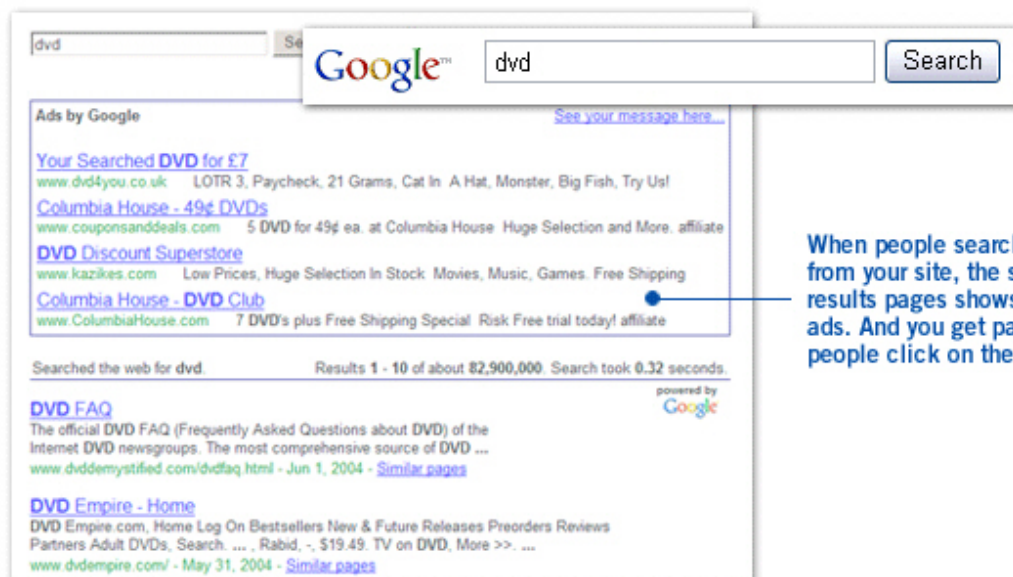 dvd
Google™ dvd Search
Ads by Google See your message here...
Your Searched DVD for £7
www.dvd4you.co.uk LOTR 3, Paycheck, 21 Grams, Cat In A Hat, Monster, Big Fish, Try Us!
Columbia House - 49¢ DVDs
www.couponsanddeals.com 5 DVD for 49¢ ea. at Columbia House Huge Selection and More. affiliate
DVD Discount Superstore
www.kazikes.com Low Prices, Huge Selection In Stock Movies, Music, Games. Free Shipping
Columbia House - DVD Club
www.ColumbiaHouse.com 7 DVD's plus Free Shipping Special Risk Free trial today! affiliate
When people search
from your site, the s
results pages shows
ads. And you get pa
people click on the
Searched the web for dvd. Results 1 - 10 of about 82,900,000. Search took 0.32 seconds.
powered by
Google
DVD FAQ
The official DVD FAQ (Frequently Asked Questions about DVD) of the
Internet DVD newsgroups. The most comprehensive source of DVD ...
www.dvddemystified.com/dvdfaq.html - Jun 1, 2004 - Similar pages
DVD Empire - Home
DVD Empire.com, Home Log On Bestsellers New & Future Releases Preorders Reviews
Partners Adult DVDs, Search. ... , Rabid, -, $19.49. TV on DVD, More >>. ...
www.dvdempire.com/ - May 31, 2004 - Similar pages